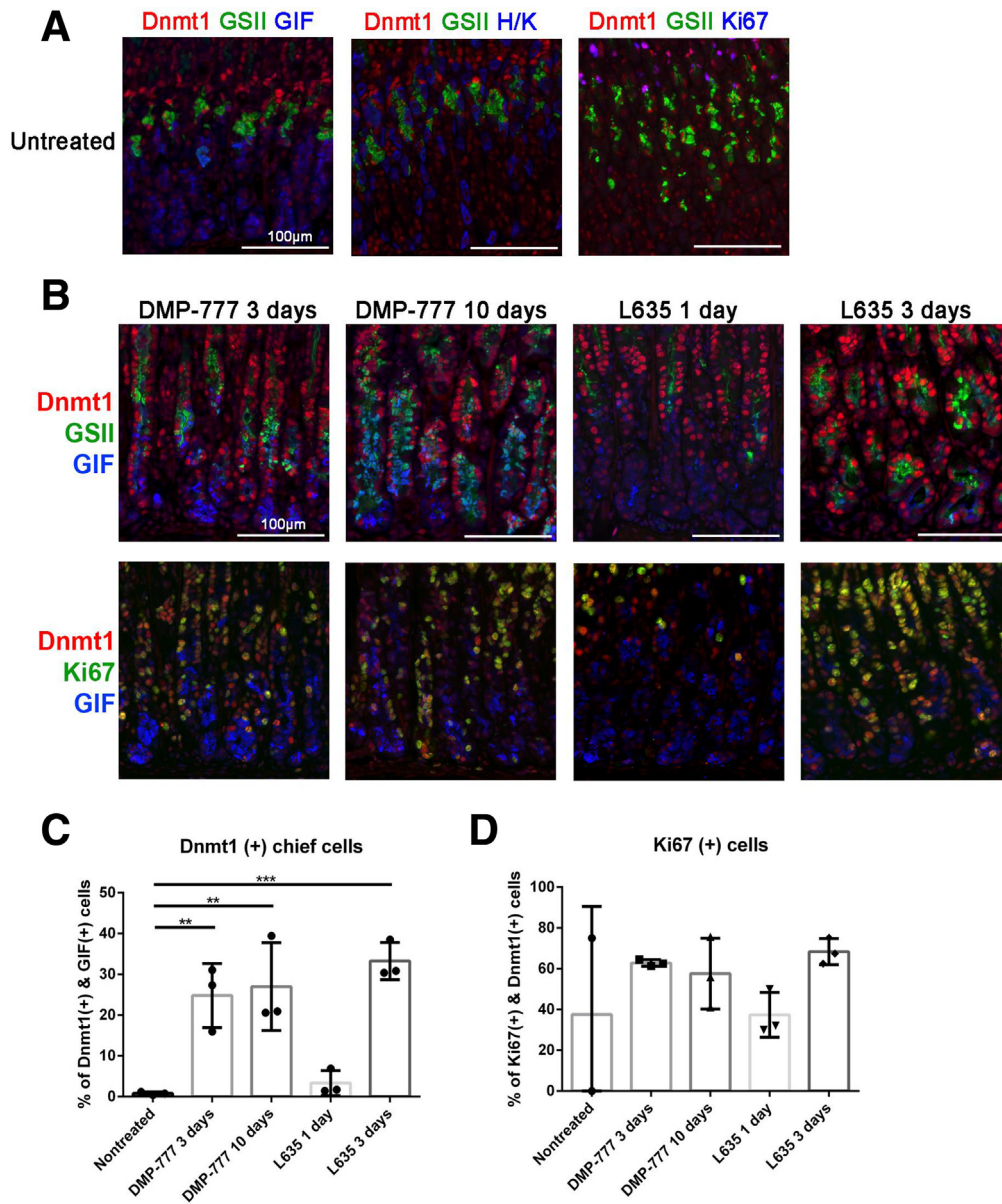 A
Dnmt1 GSII GIF
Dnmt1 GSII H/K
Dnmt1 GSII Ki67
Untreated
100μm
B
DMP-777 3 days
DMP-777 10 days
L635 1 day
L635 3 days
Dnmt1
GSII
GIF
100μm
Dnmt1
Ki67
GIF
C
Dnmt1 (+) chief cells
% of Dnmt1(+) & GIF(+) cells
50
40
30
20
10
0
***
**
**
Nontreated
DMP-777 3 days
DMP-777 10 days
L635 1 day
L635 3 days
D
Ki67 (+) cells
% of Ki67(+) & Dnmt1(+) cells
100
80
60
40
20
0
Nontreated
DMP-777 3 days
DMP-777 10 days
L635 1 day
L635 3 days